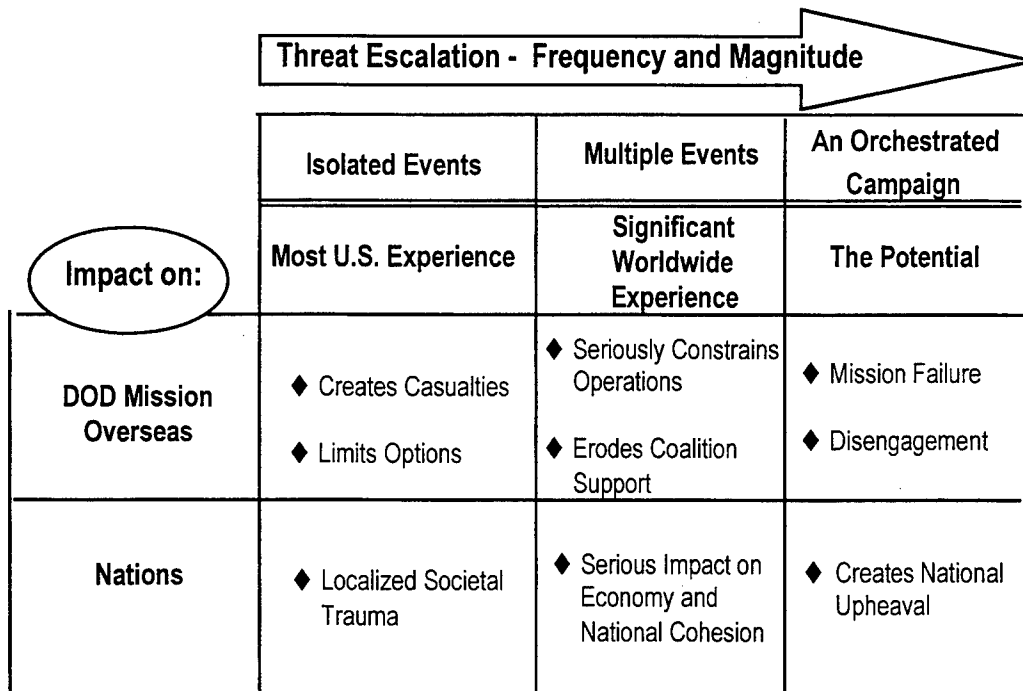 Threat Escalation - Frequency and Magnitude
Isolated Events
Multiple Events
An Orchestrated
Campaign
Impact on:
Most U.S. Experience
Significant
Worldwide
Experience
The Potential
DOD Mission
Overseas
♦ Creates Casualties
♦ Limits Options
♦ Seriously Constrains
Operations
♦ Erodes Coalition
Support
♦ Mission Failure
♦ Disengagement
Nations
♦ Localized Societal
Trauma
♦ Serious Impact on
Economy and
National Cohesion
♦ Creates National
Upheaval